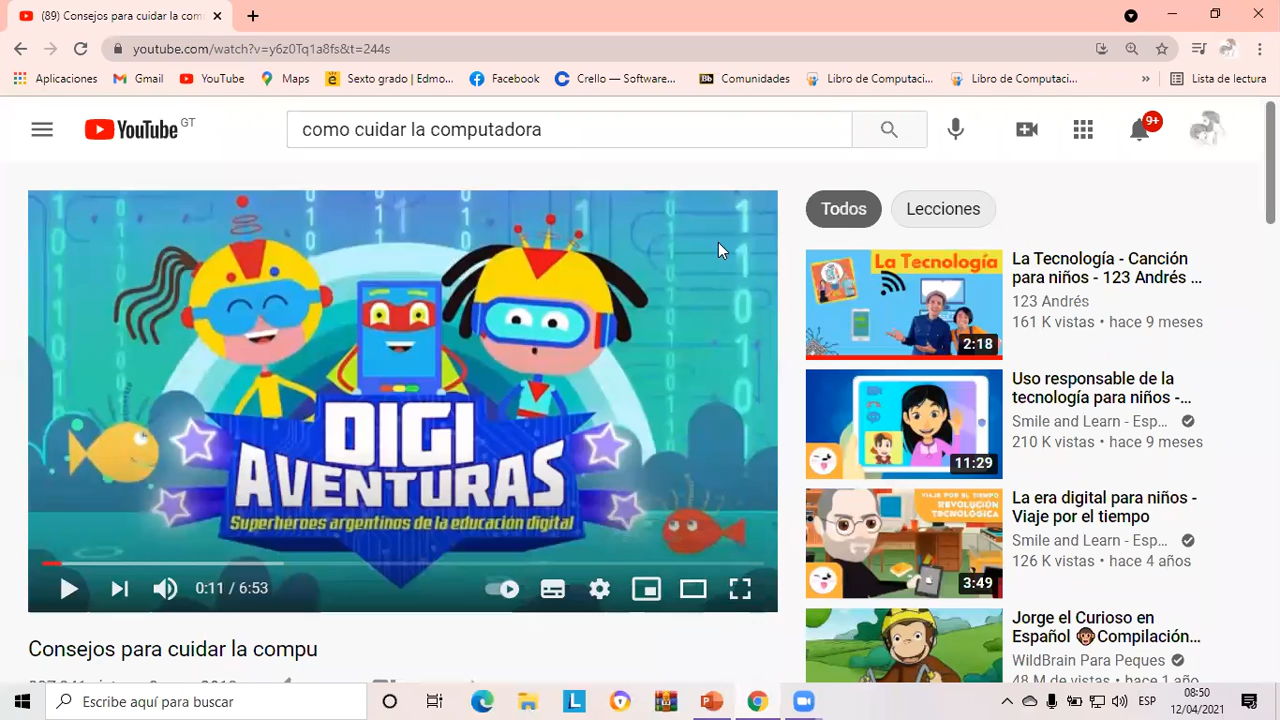 (89) Consejos para cuidar la com
youtube.com/watch?v=y6z0Tq1a8fs&t=244s
Aplicaciones
Gmail
YouTube
Maps
Sexto grado | Edmo...
Facebook
Crello — Software...
Bb
Comunidades
Libro de Computaci...
Libro de Computaci...
»
Lista de lectura
YouTube GT
como cuidar la computadora
9+
DIGI
AVENTURAS
Superhéroes argentinos de la educación digital
0:11 / 6:53
Consejos para cuidar la compu
Todos
Lecciones
La Tecnología
2:18
La Tecnología - Canción
para niños - 123 Andrés ...
123 Andrés
161 K vistas • hace 9 meses
11:29
Uso responsable de la
tecnología para niños -...
Smile and Learn - Esp...
210 K vistas • hace 9 meses
VIAJE POR EL TIEMPO
REVOLUCIÓN
TECNOLÓGICA
3:49
La era digital para niños -
Viaje por el tiempo
Smile and Learn - Esp...
126 K vistas • hace 4 años
Jorge el Curioso en
Español 🐵Compilación...
WildBrain Para Peques
48 M de vistas • hace 1 año
Escribe aquí para buscar
L
ESP
08:50
12/04/2021